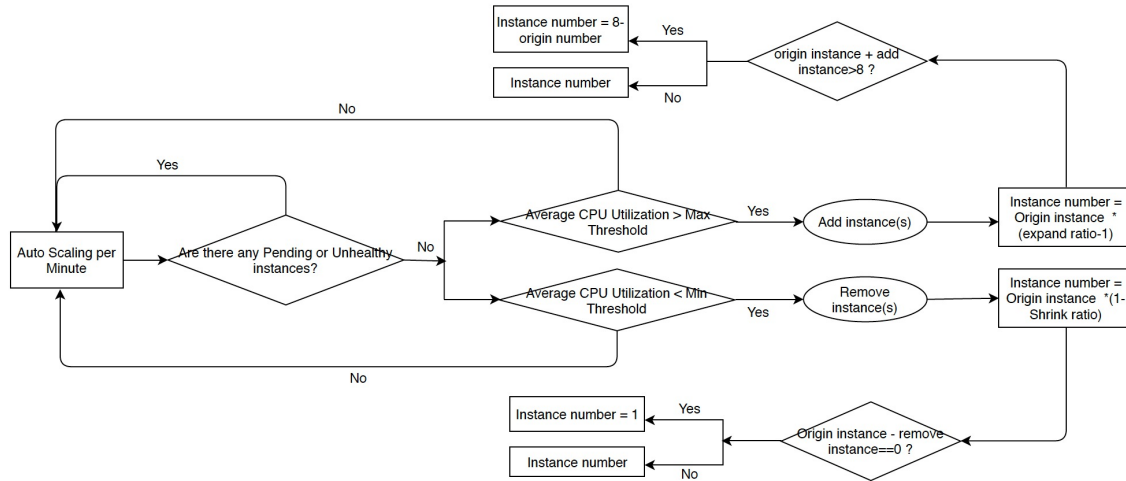 Instance number = 8-
origin number
Yes
origin instance + add
instance>8 ?
Instance number
No
No
Yes
Auto Scaling per
Minute
Are there any Pending or Unhealthy
instances?
No
Average CPU Utilization > Max
Threshold
Yes
Add instance(s)
Instance number =
Origin instance *
(expand ratio-1)
Average CPU Utilization < Min
Threshold
Yes
Remove
instance(s)
Instance number =
Origin instance *(1-
Shrink ratio)
No
Instance number = 1
Yes
Origin instance - remove
instance==0 ?
Instance number
No